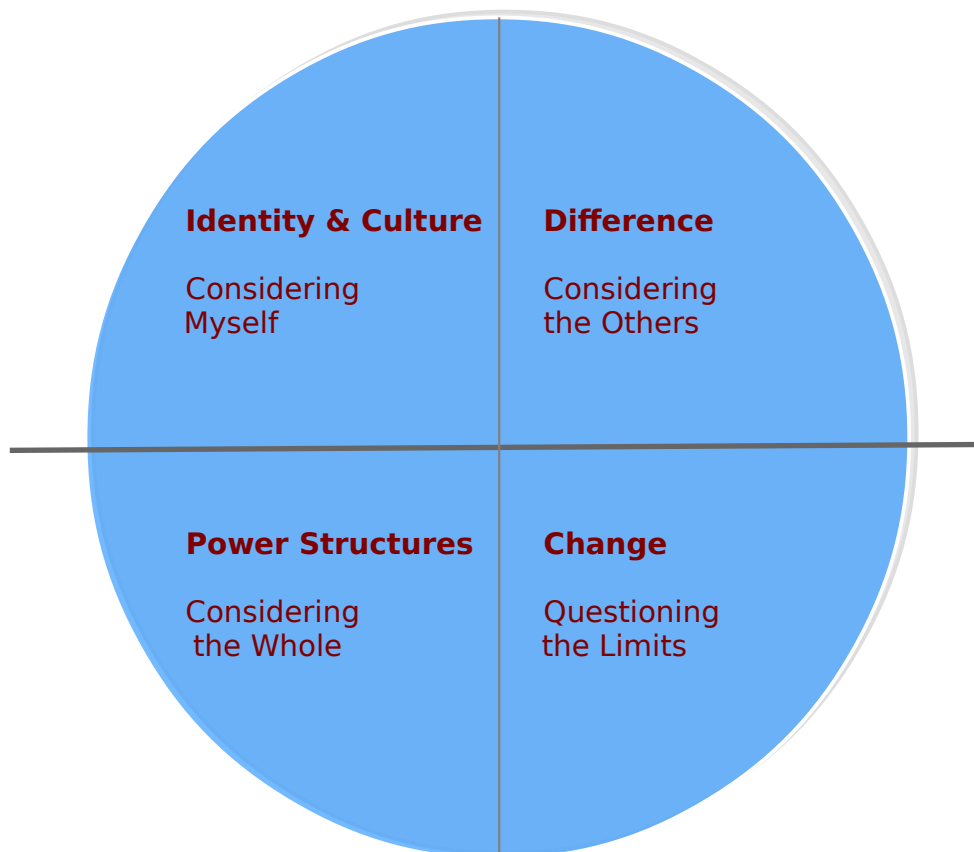 Identity & Culture
Considering
Myself
Difference
Considering
the Others
Power Structures
Considering
the Whole
Change
Questioning
the Limits